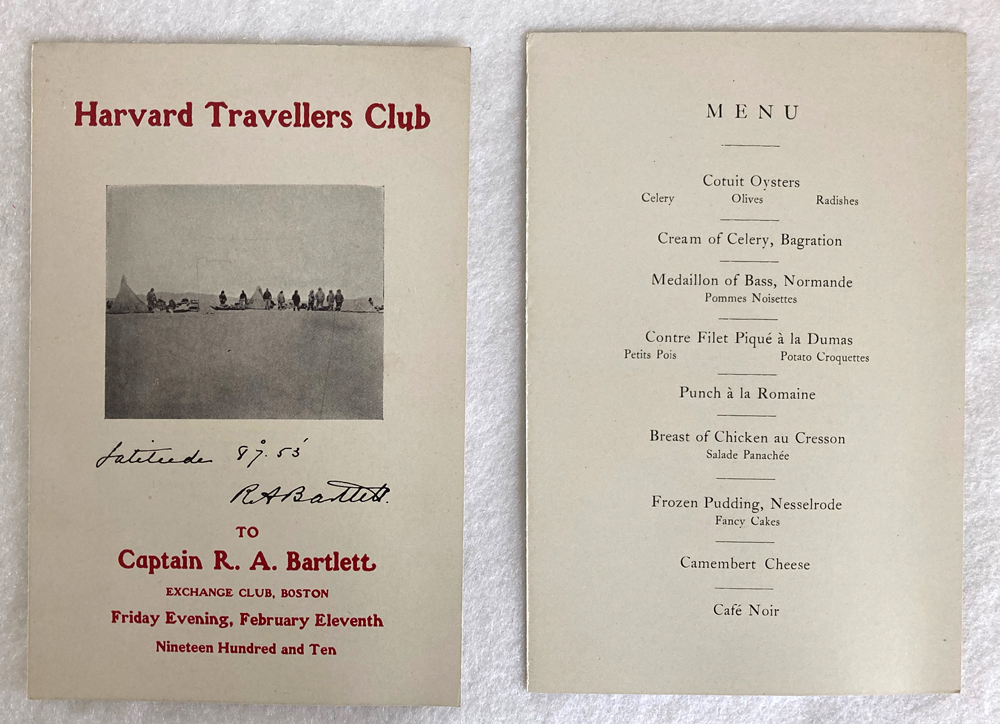 Harvard Travellers Club
Latitude 87°. 53'
R A Bartlett.
TO
Captain R. A. Bartlett
EXCHANGE CLUB, BOSTON
Friday Evening, February Eleventh
Nineteen Hundred and Ten
MENU
Cotuit Oysters
Celery Olives Radishes
Cream of Celery, Bagration
Medaillon of Bass, Normande
Pommes Noisettes
Contre Filet Piqué à la Dumas
Petits Pois Potato Croquettes
Punch à la Romaine
Breast of Chicken au Cresson
Salade Panachée
Frozen Pudding, Nesselrode
Fancy Cakes
Camembert Cheese
Café Noir